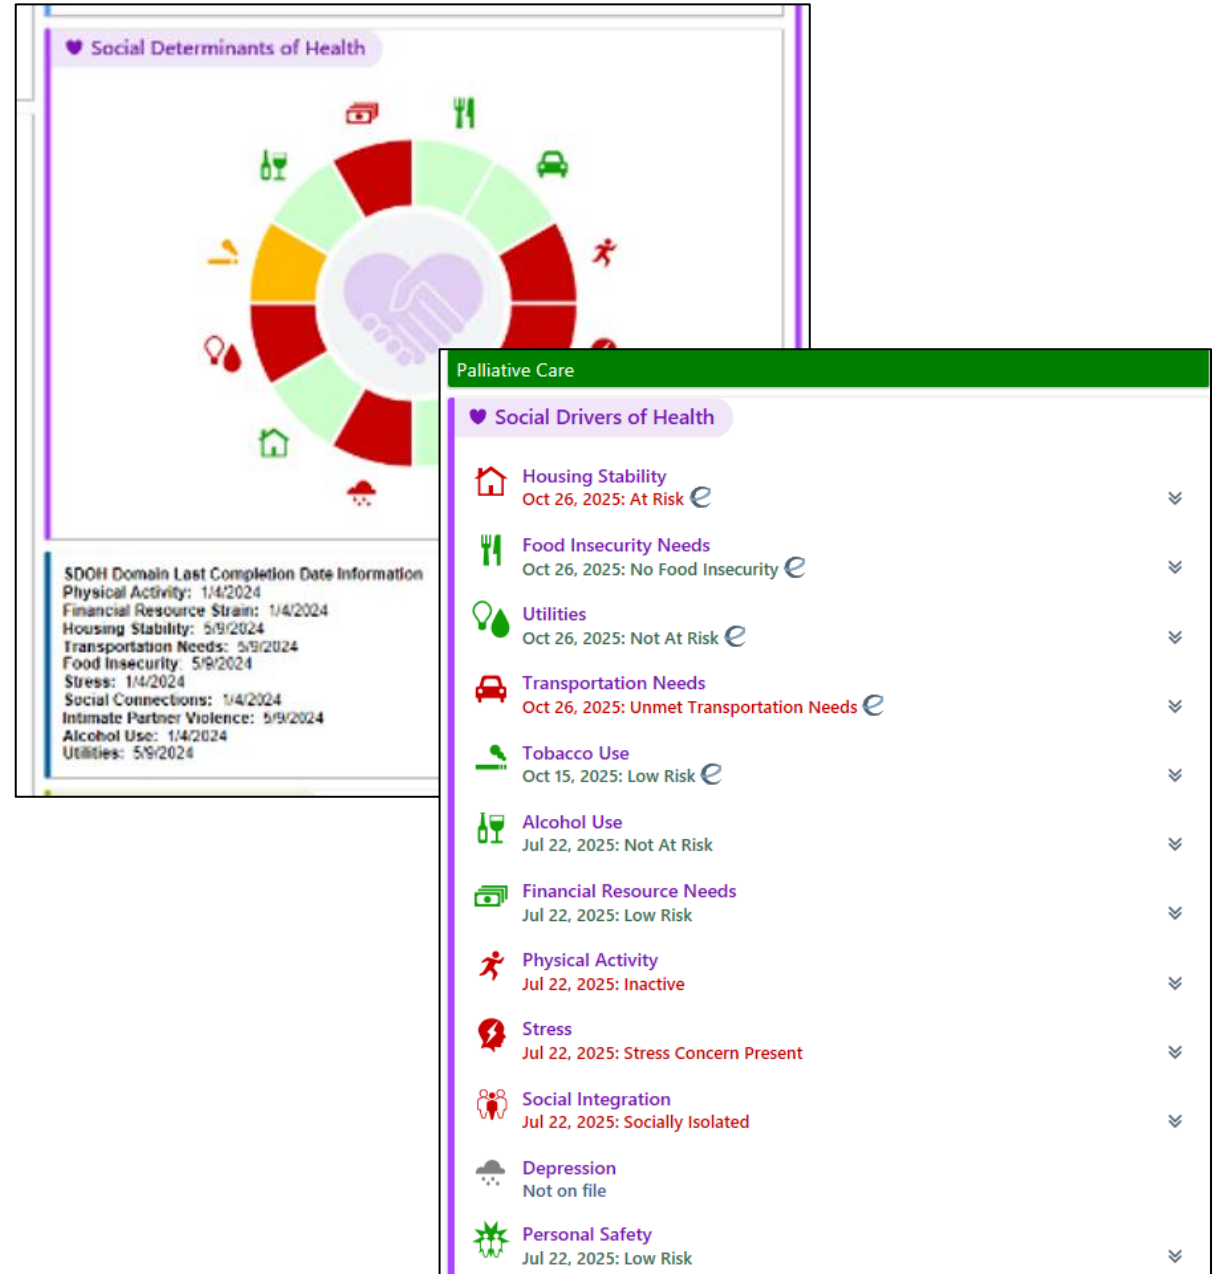 Social Determinants of Health
SDOH Domain Last Completion Date Information
Physical Activity: 1/4/2024
Financial Resource Strain: 1/4/2024
Housing Stability: 5/9/2024
Transportation Needs: 5/9/2024
Food Insecurity: 5/9/2024
Stress: 1/4/2024
Social Connections: 1/4/2024
Intimate Partner Violence: 5/9/2024
Alcohol Use: 1/4/2024
Utilities: 5/9/2024
Palliative Care
Social Drivers of Health
Housing Stability
Oct 26, 2025: At Risk
Food Insecurity Needs
Oct 26, 2025: No Food Insecurity
Utilities
Oct 26, 2025: Not At Risk
Transportation Needs
Oct 26, 2025: Unmet Transportation Needs
Tobacco Use
Oct 15, 2025: Low Risk
Alcohol Use
Jul 22, 2025: Not At Risk
Financial Resource Needs
Jul 22, 2025: Low Risk
Physical Activity
Jul 22, 2025: Inactive
Stress
Jul 22, 2025: Stress Concern Present
Social Integration
Jul 22, 2025: Socially Isolated
Depression
Not on file
Personal Safety
Jul 22, 2025: Low Risk